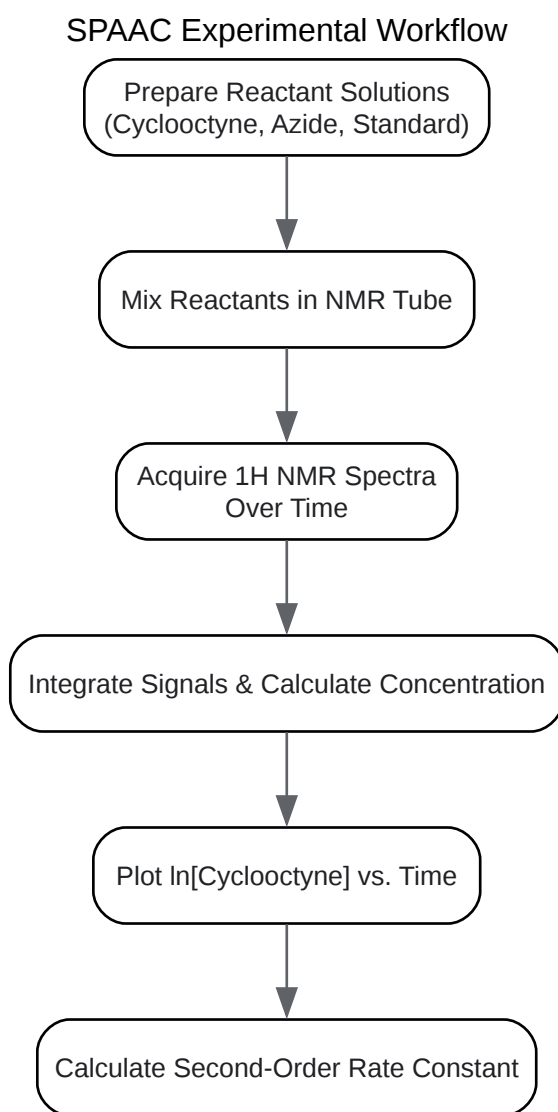 SPAAC Experimental Workflow
Prepare Reactant Solutions
(Cyclooctyne, Azide, Standard)
Mix Reactants in NMR Tube
Acquire 1H NMR Spectra
Over Time
Integrate Signals & Calculate Concentration
Plot ln[Cyclooctyne] vs. Time
Calculate Second-Order Rate Constant